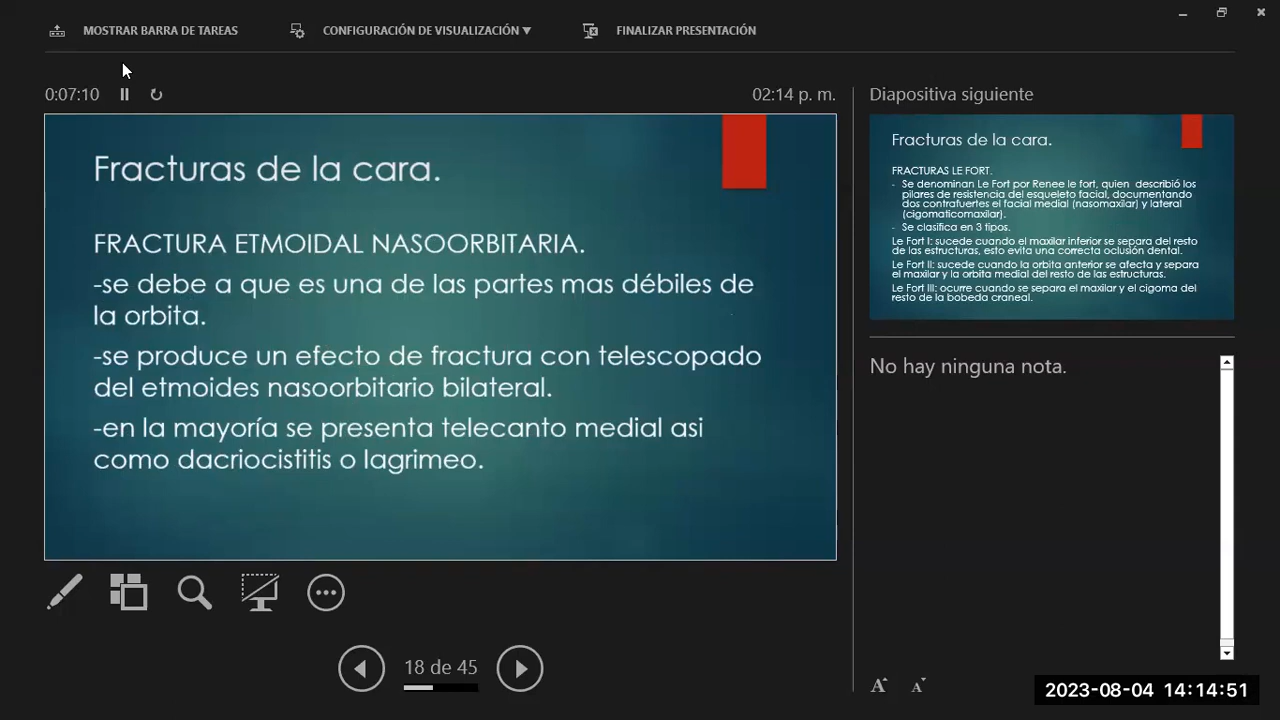 MOSTRAR BARRA DE TAREAS
CONFIGURACIÓN DE VISUALIZACIÓN ▼
FINALIZAR PRESENTACIÓN
0:07:10
02:14 p. m.
Fracturas de la cara.
FRACTURA ETMOIDAL NASOORBITARIA.
-se debe a que es una de las partes mas débiles de
la orbita.
-se produce un efecto de fractura con telescopado
del etmoides nasoorbitario bilateral.
-en la mayoría se presenta telecanto medial asi
como dacriocistitis o lagrimeo.
18 de 45
Diapositiva siguiente
Fracturas de la cara.
FRACTURAS LE FORT.
- Se denominan Le Fort por Renee le fort, quien describió los
pilares de resistencia del esqueleto facial, documentando
dos contrafuertes el facial medial (nasomaxilar) y lateral
(cigomaticomaxilar).
- Se clasifica en 3 tipos.
Le Fort I: sucede cuando el maxilar inferior se separa del resto
de las estructuras, esto evita una correcta oclusión dental.
Le Fort II: sucede cuando la orbita anterior se afecta y separa
el maxilar y la orbita medial del resto de las estructuras.
Le Fort III: ocurre cuando se separa el maxilar y el cigoma del
resto de la bobeda craneal.
No hay ninguna nota.
A A
2023-08-04 14:14:51